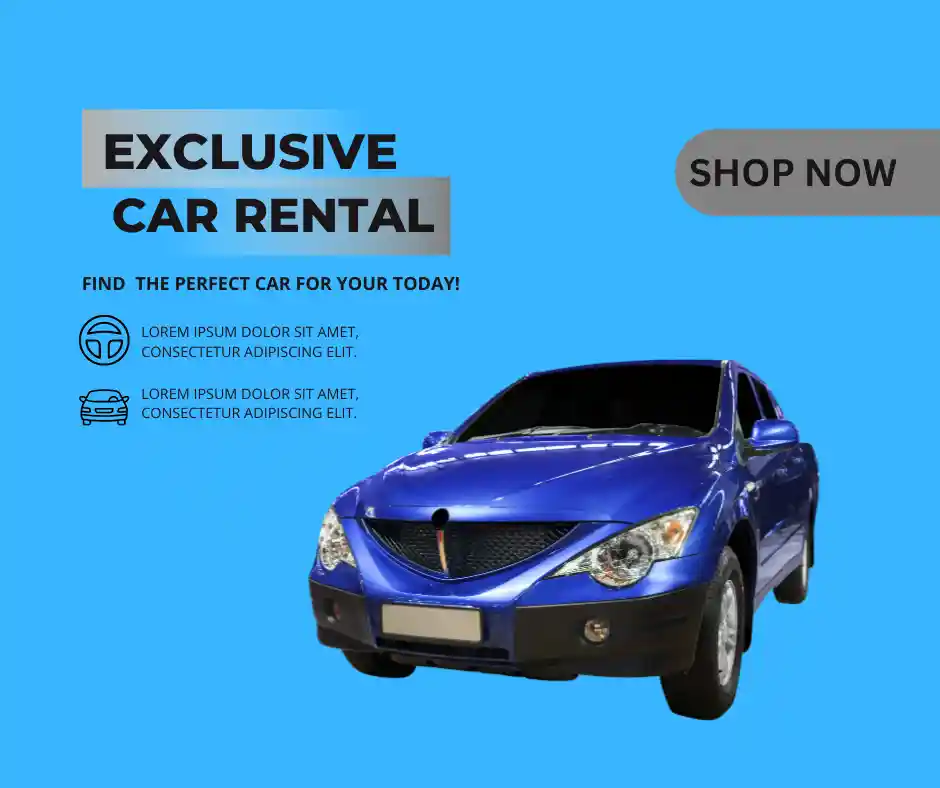 EXCLUSIVE
CAR RENTAL
SHOP NOW
FIND  THE PERFECT CAR FOR YOUR TODAY!
LOREM IPSUM DOLOR SIT AMET,
CONSECTETUR ADIPISCING ELIT.
LOREM IPSUM DOLOR SIT AMET,
CONSECTETUR ADIPISCING ELIT.